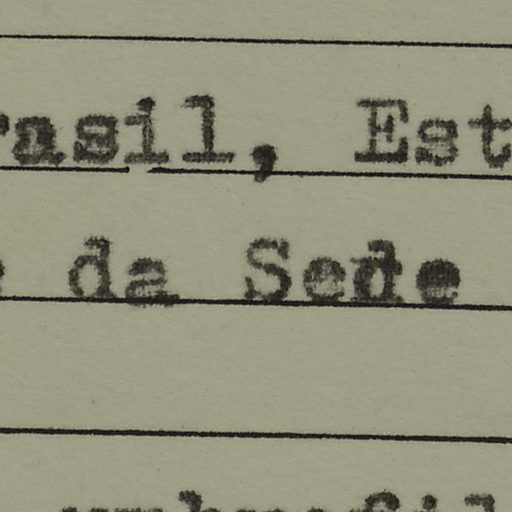 rasil, Est
e da Sede